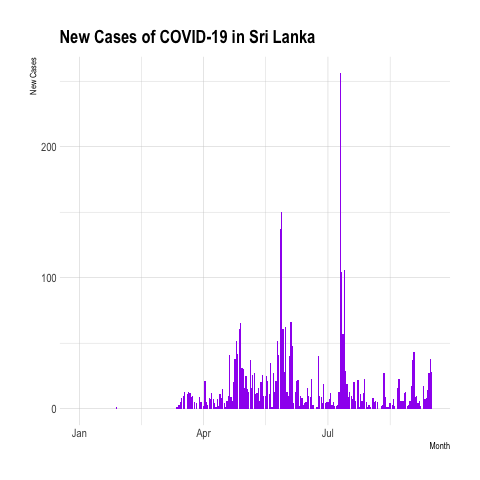 New Cases of COVID-19 in Sri Lanka
New Cases
200
100
0
Jan Apr Jul
Month